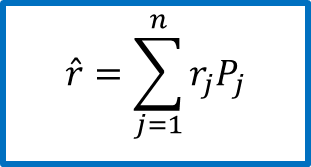 r̂ = ∑_{j=1}^{n} r_j P_j